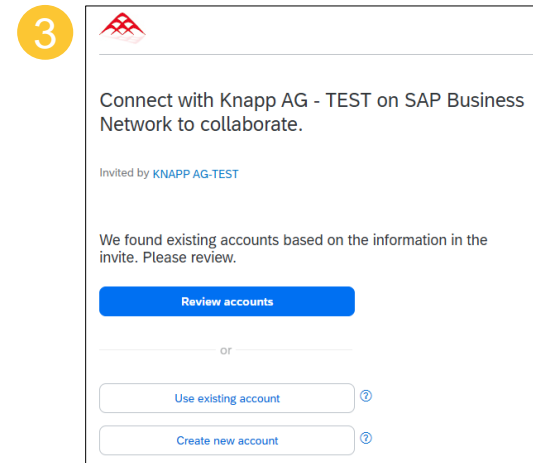 3
Connect with Knapp AG - TEST on SAP Business
Network to collaborate.
Invited by KNAPP AG-TEST
We found existing accounts based on the information in the
invite. Please review.
Review accounts
or
Use existing account ?
Create new account ?